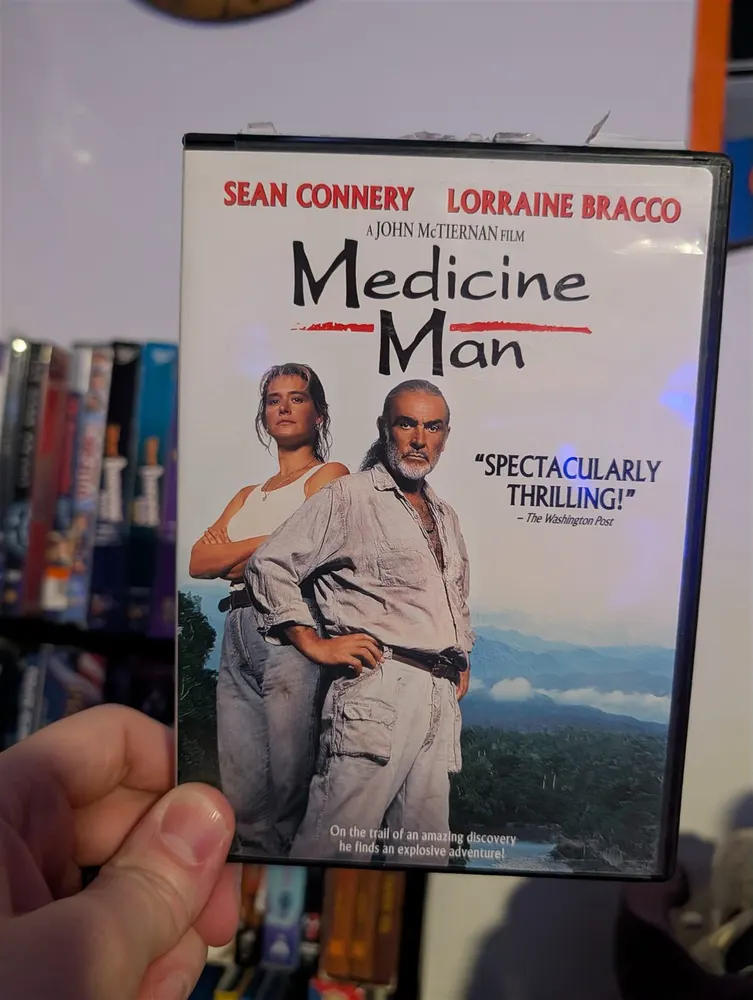 SEAN CONNERY LORRAINE BRACCO
A JOHN McTIERNAN FILM
Medicine
Man
"SPECTACULARLY
THRILLING!"
– The Washington Post
On the trail of an amazing discovery
he finds an explosive adventure!